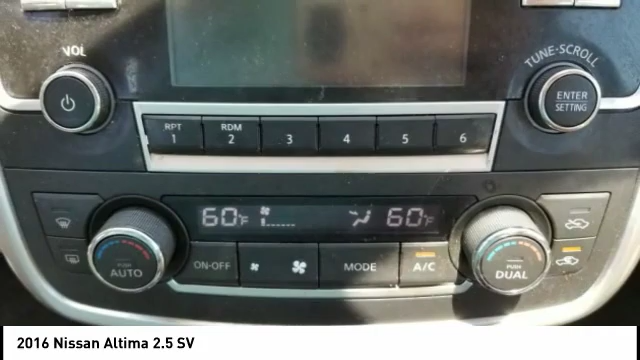 VOL
TUNE-SCROLL
ENTER
SETTING
RPT
1
RDM
2
3
4
5
6
60°F
60°F
PUSH
AUTO
ON-OFF
MODE
A/C
PUSH
DUAL
2016 Nissan Altima 2.5 SV